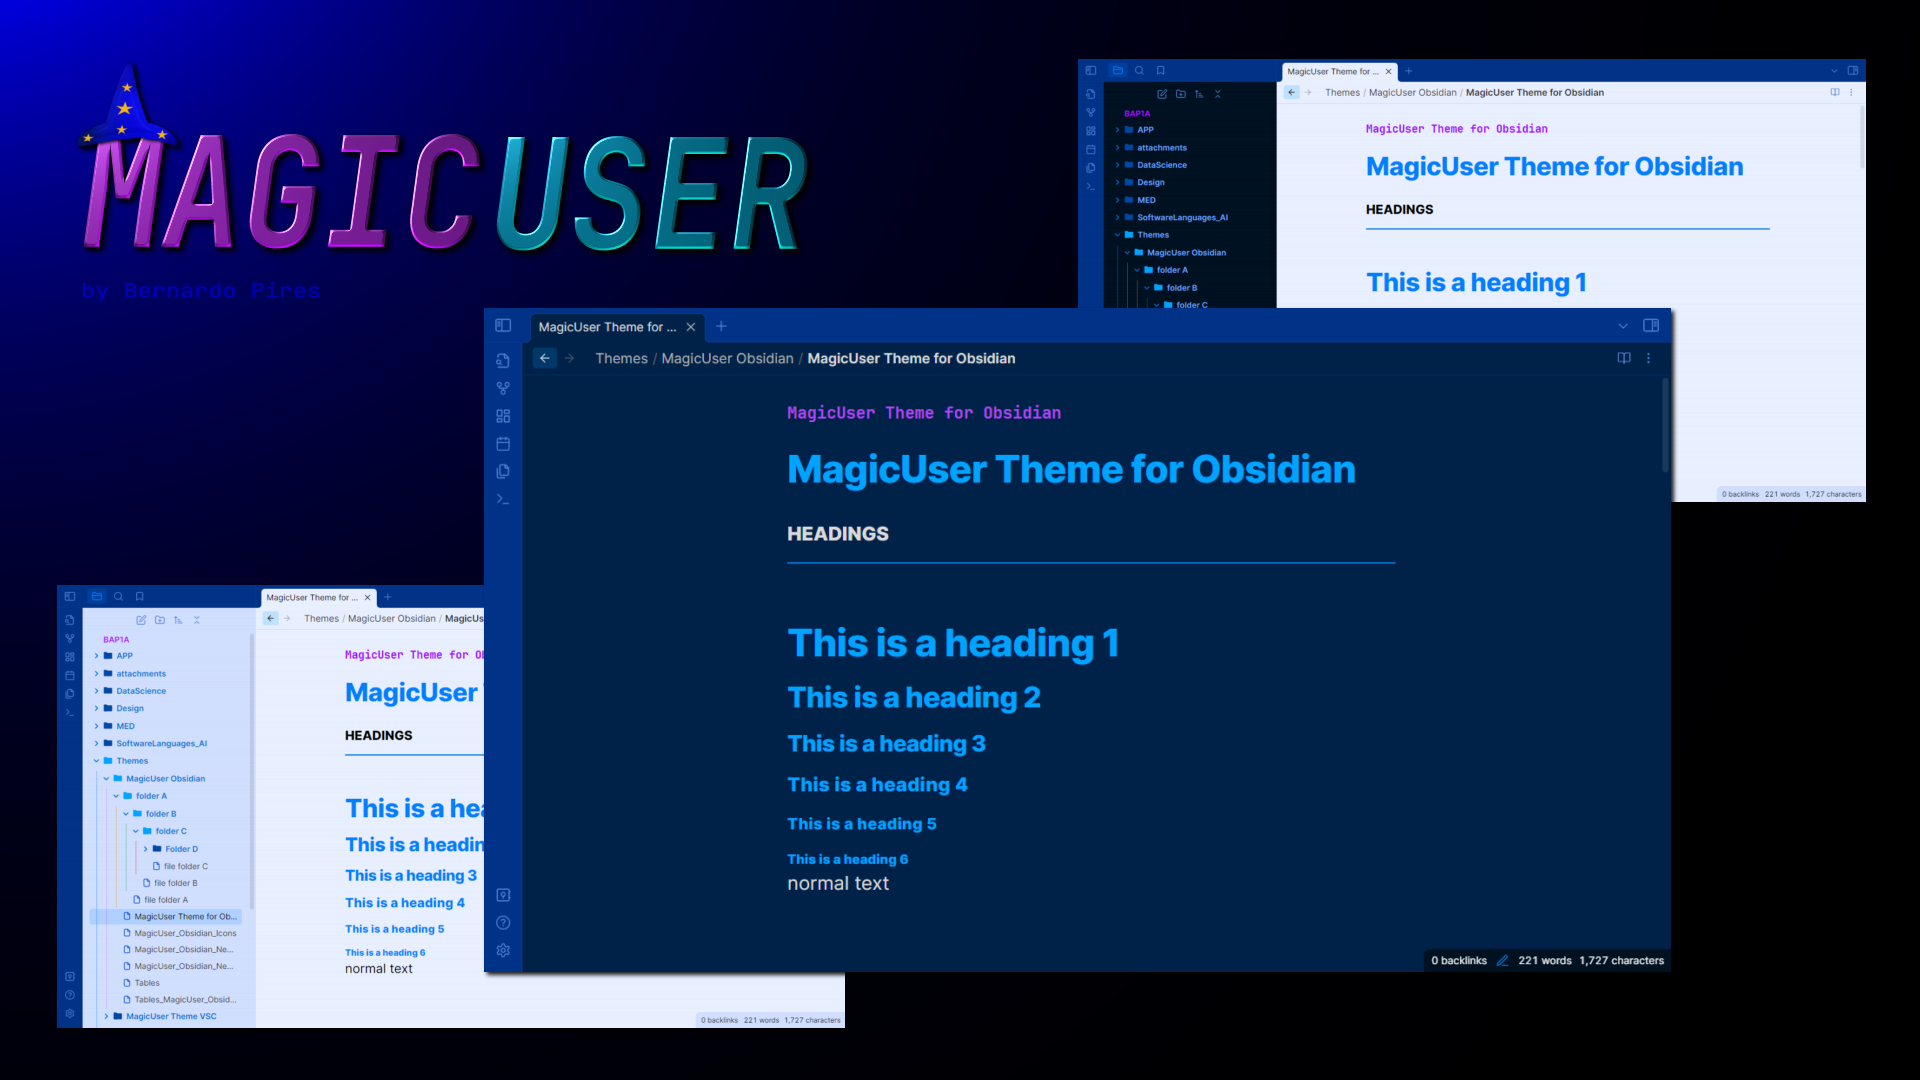 MAGICUSER
by Bernardo Pires
MagicUser Theme for ...
Themes / MagicUser Obsidian / MagicUser Theme for Obsidian
BAP1A
APP
attachments
DataScience
Design
MED
SoftwareLanguages_AI
Themes
MagicUser Obsidian
folder A
folder B
folder C
MagicUser Theme for Obsidian
MagicUser Theme for Obsidian
HEADINGS
This is a heading 1
0 backlinks 221 words 1,727 characters
MagicUser Theme for ...
Themes / MagicUser Obsidian / MagicUser Theme for Obsidian
MagicUser Theme for Obsidian
MagicUser Theme for Obsidian
HEADINGS
This is a heading 1
This is a heading 2
This is a heading 3
This is a heading 4
This is a heading 5
This is a heading 6
normal text
0 backlinks 221 words 1,727 characters
MagicUser Theme for ...
Themes / MagicUser Obsidian / MagicUs
BAP1A
APP
attachments
DataScience
Design
MED
SoftwareLanguages_AI
Themes
MagicUser Obsidian
folder A
folder B
folder C
Folder D
file folder C
file folder B
file folder A
MagicUser Theme for Ob...
MagicUser_Obsidian_Icons
MagicUser_Obsidian_Ne...
MagicUser_Obsidian_Ne...
Tables
Tables_MagicUser_Obsid...
MagicUser Theme VSC
MagicUser Theme for O
MagicUser
HEADINGS
This is a hea
This is a headin
This is a heading 3
This is a heading 4
This is a heading 5
This is a heading 6
normal text
0 backlinks 221 words 1,727 characters